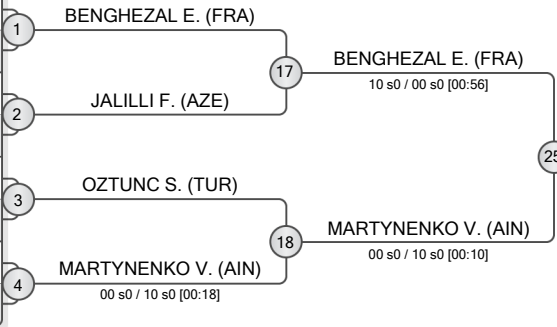 BENGHEZAL E. (FRA)
1
17
BENGHEZAL E. (FRA)
10 s0 / 00 s0 [00:56]
JALILLI F. (AZE)
2
25
OZTUNC S. (TUR)
3
18
MARTYNENKO V. (AIN)
00 s0 / 10 s0 [00:10]
MARTYNENKO V. (AIN)
4
00 s0 / 10 s0 [00:18]